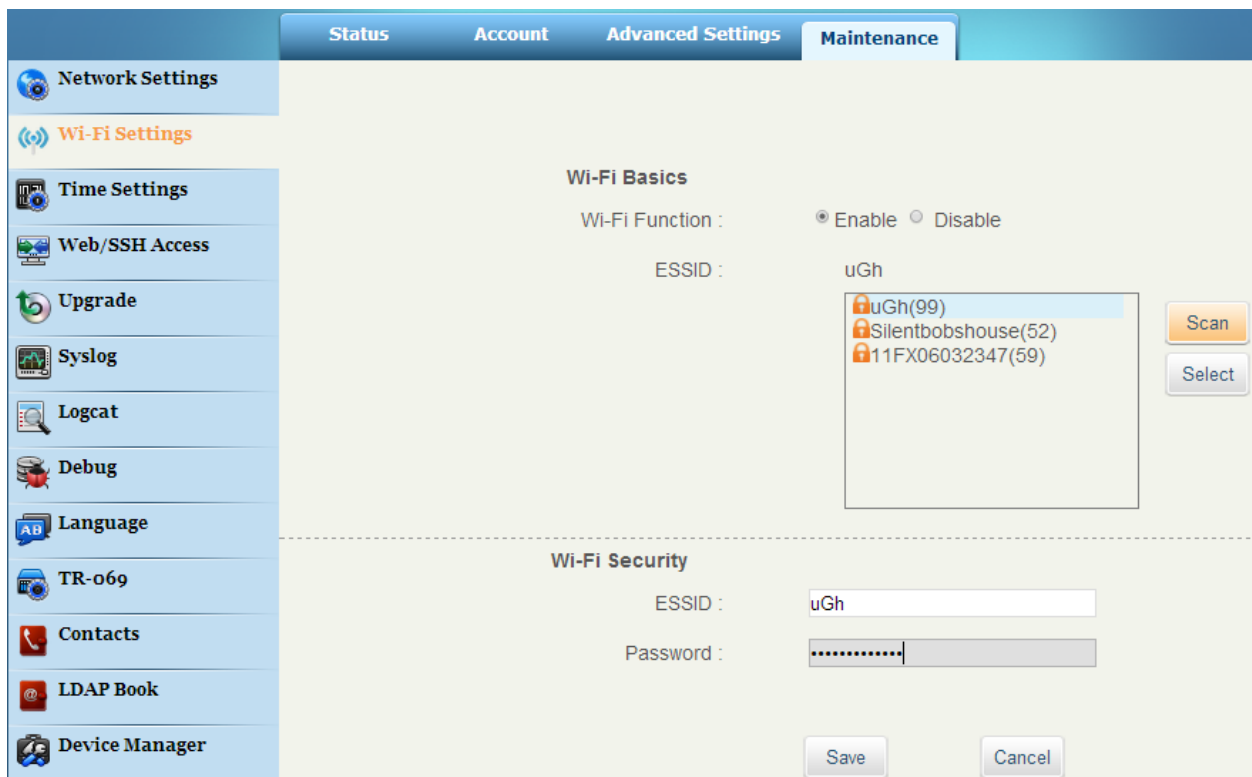 Status Account Advanced Settings Maintenance
Network Settings
Wi-Fi Settings
Time Settings
Web/SSH Access
Upgrade
Syslog
Logcat
Debug
Language
TR-069
Contacts
LDAP Book
Device Manager
Wi-Fi Basics
Wi-Fi Function : Enable Disable
ESSID : uGh
uGh(99)
Silentbobshouse(52)
11FX06032347(59)
Scan
Select
Wi-Fi Security
ESSID : uGh
Password : •••••••••••••
Save Cancel